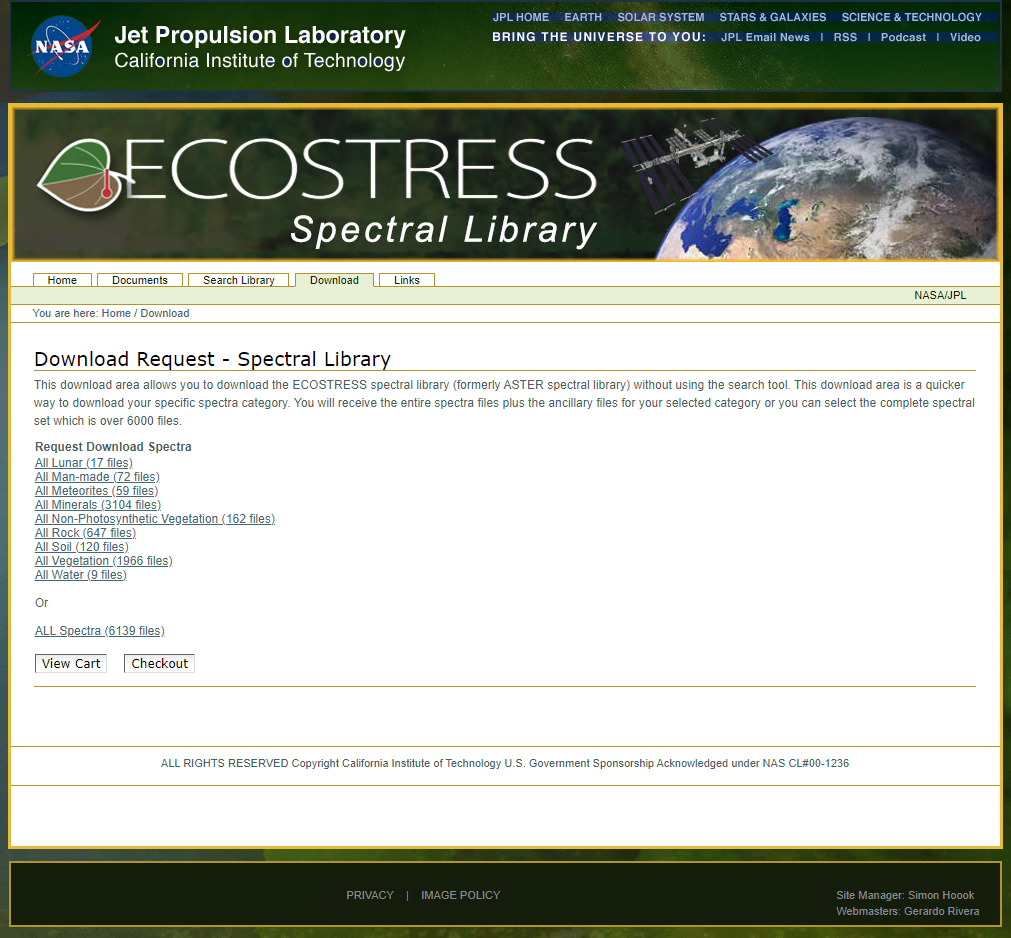 NASA
Jet Propulsion Laboratory
California Institute of Technology
JPL HOME EARTH SOLAR SYSTEM STARS & GALAXIES SCIENCE & TECHNOLOGY
BRING THE UNIVERSE TO YOU: JPL Email News | RSS | Podcast | Video
ECOSTRESS
Spectral Library
Home Documents Search Library Download Links
NASA/JPL
You are here: Home / Download
Download Request - Spectral Library
This download area allows you to download the ECOSTRESS spectral library (formerly ASTER spectral library) without using the search tool. This download area is a quicker
way to download your specific spectra category. You will receive the entire spectra files plus the ancillary files for your selected category or you can select the complete spectral
set which is over 6000 files.
Request Download Spectra
All Lunar (17 files)
All Man-made (72 files)
All Meteorites (59 files)
All Minerals (3104 files)
All Non-Photosynthetic Vegetation (162 files)
All Rock (647 files)
All Soil (120 files)
All Vegetation (1966 files)
All Water (9 files)
Or
ALL Spectra (6139 files)
View Cart Checkout
ALL RIGHTS RESERVED Copyright California Institute of Technology U.S. Government Sponsorship Acknowledged under NAS CL#00-1236
PRIVACY | IMAGE POLICY
Site Manager: Simon Hoook
Webmasters: Gerardo Rivera